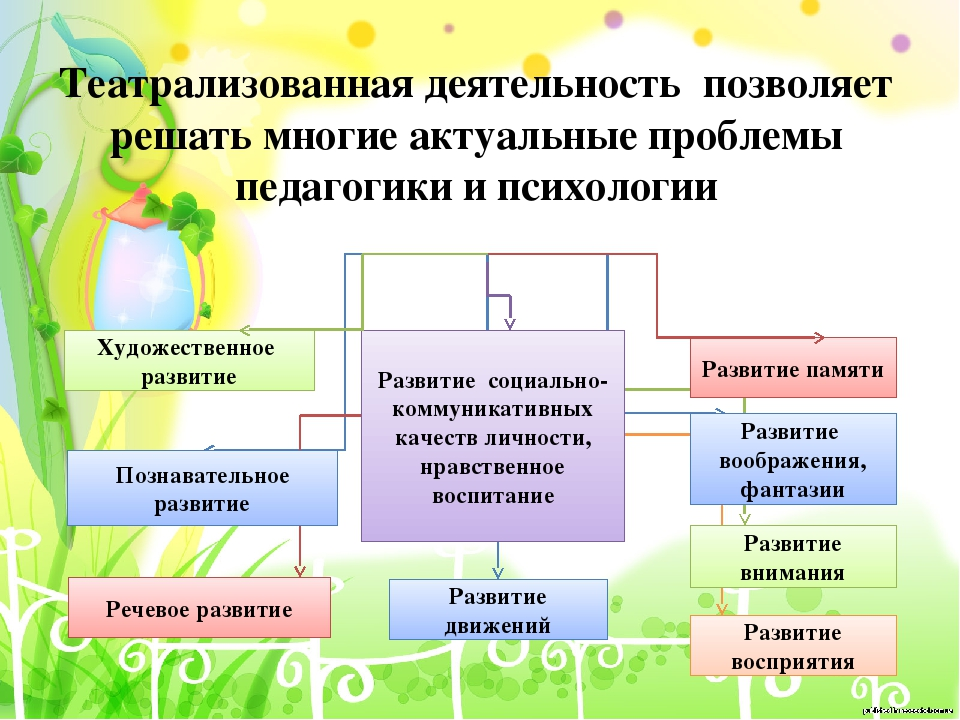 Театрализованная деятельность позволяет
решать многие актуальные проблемы
педагогики и психологии
Художественное
развитие
Познавательное
развитие
Речевое развитие
Развитие социально-
коммуникативных
качеств личности,
нравственное
воспитание
Развитие
движений
Развитие памяти
Развитие
воображения,
фантазии
Развитие
внимания
Развитие
восприятия